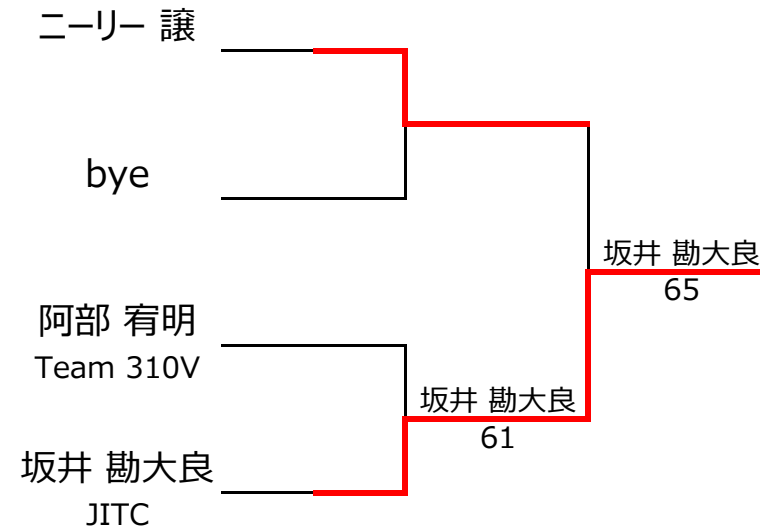 ニーリー 譲
bye
阿部 宥明
Team 310V
坂井 勘大良
JITC
坂井 勘大良
61
坂井 勘大良
65